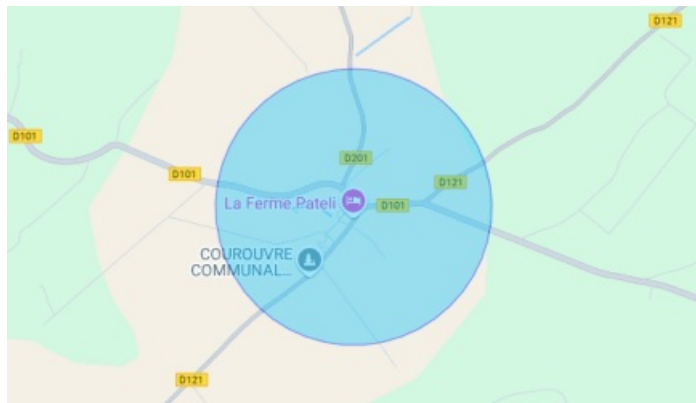 D121
D101
D201
D101
D121
La Ferme Pateli
D101
COUROUVRE
COMMUNAL...
D121